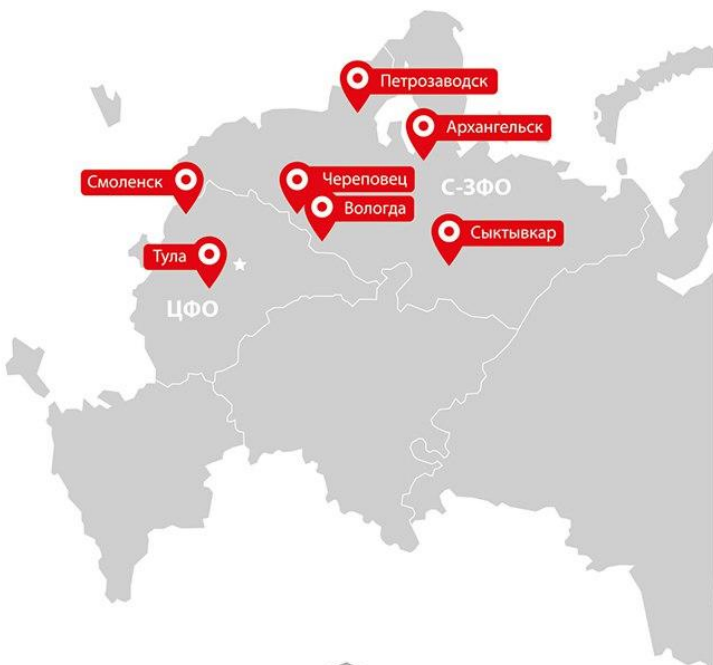 Петрозаводск
Архангельск
Смоленск
Череповец
С-ЗФО
Вологда
Сыктывкар
Тула
ЦФО